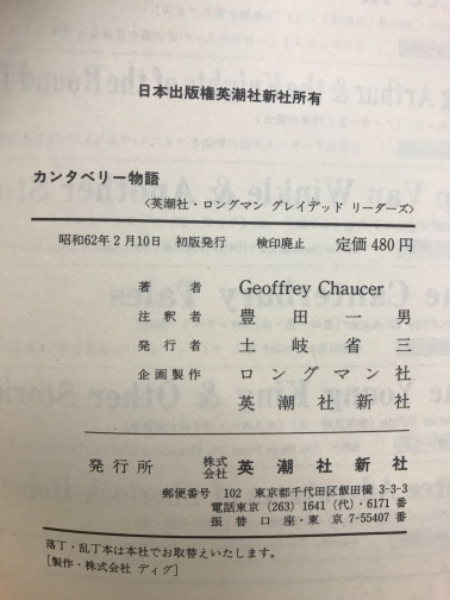 日本出版権英潮社新社所有
カンタベリー物語
〈英潮社・ロングマン グレイデッド リーダーズ〉
昭和62年2月10日 初版発行 検印廃止 定価 480円
著者 Geoffrey Chaucer
注釈者 豊田一男
発行者 土岐省三
企画製作 ロングマン社
英潮社新社
発行所 株式会社 英潮社新社
郵便番号 102 東京都千代田区飯田橋 3-3-3
電話東京 (263) 1641 (代)・6171 番
振替口座・東京 7-55407 番
落丁・乱丁本は本社でお取替えいたします。
[製作・株式会社 ディグ]